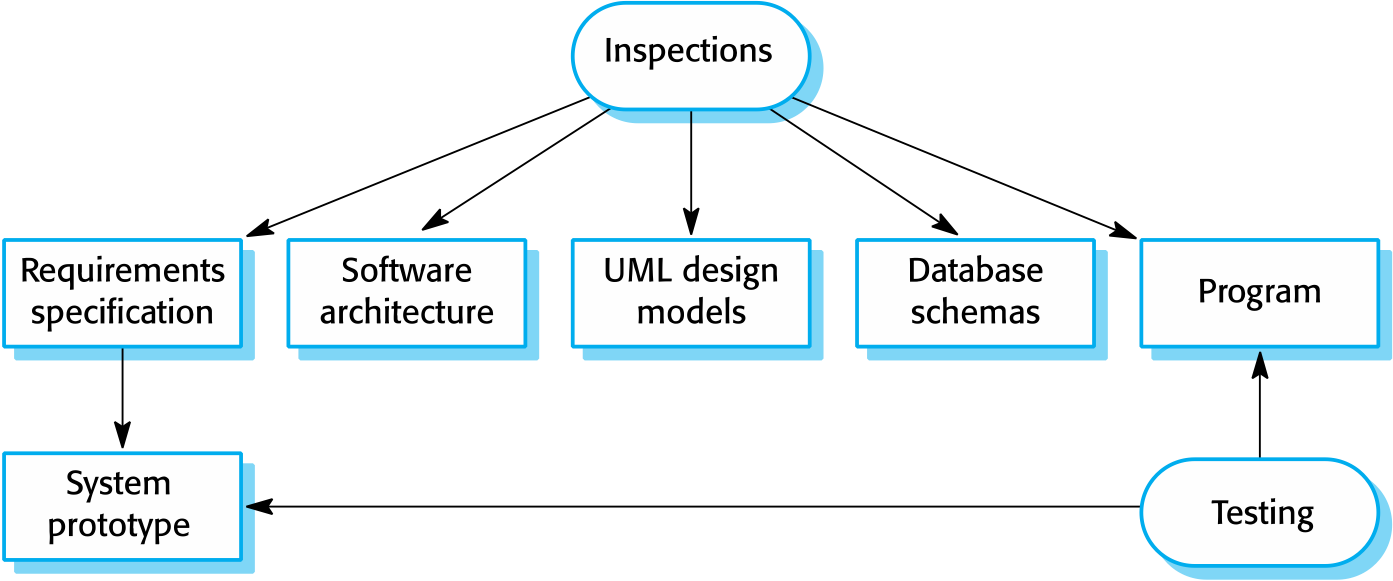 Inspections
Requirements
specification
Software
architecture
UML design
models
Database
schemas
Program
System
prototype
Testing